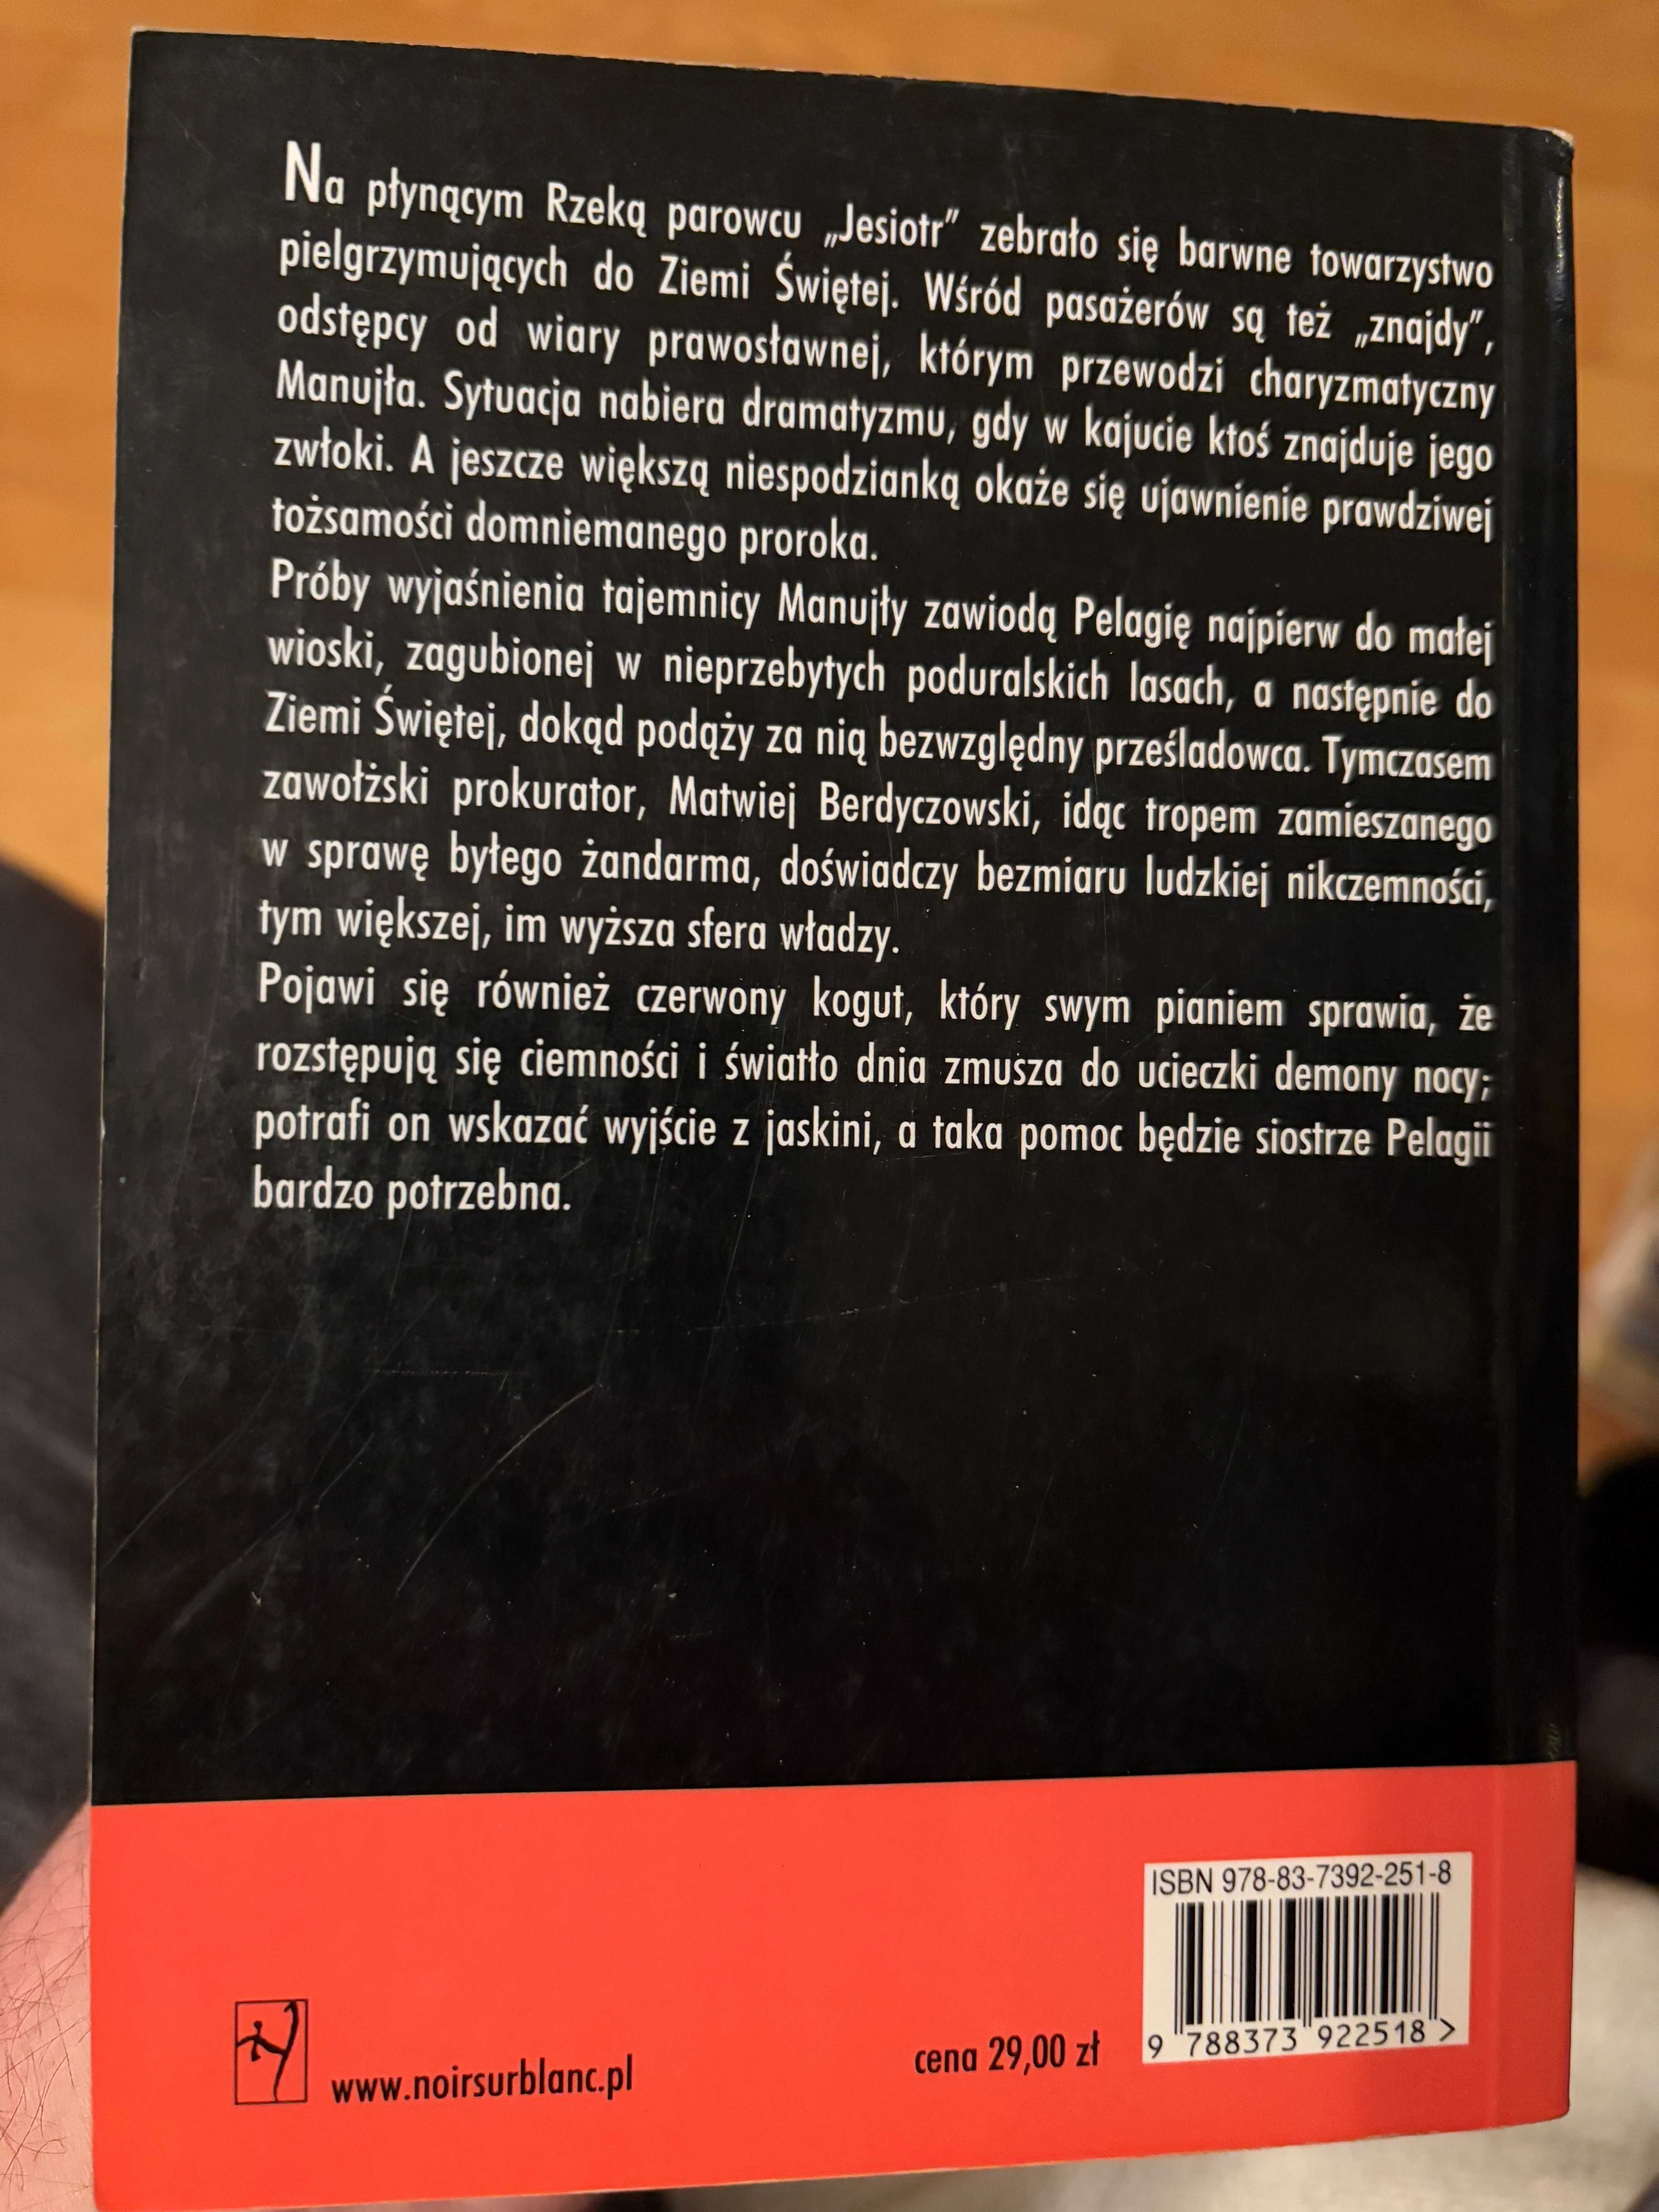 Na płynącym Rzeką parowcu „Jesiotr” zebrało się barwne towarzystwo
pielgrzymujących do Ziemi Świętej. Wśród pasażerów są też „znajdy”,
odstępcy od wiary prawosławnej, którym przewodzi charyzmatyczny
Manujła. Sytuacja nabiera dramatyzmu, gdy w kajucie ktoś znajduje jego
zwłoki. A jeszcze większą niespodzianką okaże się ujawnienie prawdziwej
tożsamości domniemanego proroka.
Próby wyjaśnienia tajemnicy Manujły zawiodą Pelagię najpierw do małej
wioski, zagubionej w nieprzebytych poduralskich lasach, a następnie do
Ziemi Świętej, dokąd podąży za nią bezwzględny prześladowca. Tymczasem
zawołżski prokurator, Matwiej Berdyczowski, idąc tropem zamieszanego
w sprawę byłego żandarma, doświadczy bezmiaru ludzkiej nikczemności,
tym większej, im wyższa sfera władzy.
Pojawi się również czerwony kogut, który swym pianiem sprawia, że
rozstępują się ciemności i światło dnia zmusza do ucieczki demony nocy;
potrafi on wskazać wyjście z jaskini, a taka pomoc będzie siostrze Pelagii
bardzo potrzebna.
ISBN 978-83-7392-251-8
9 788373 922518 >
cena 29,00 zł
www.noirsurblanc.pl